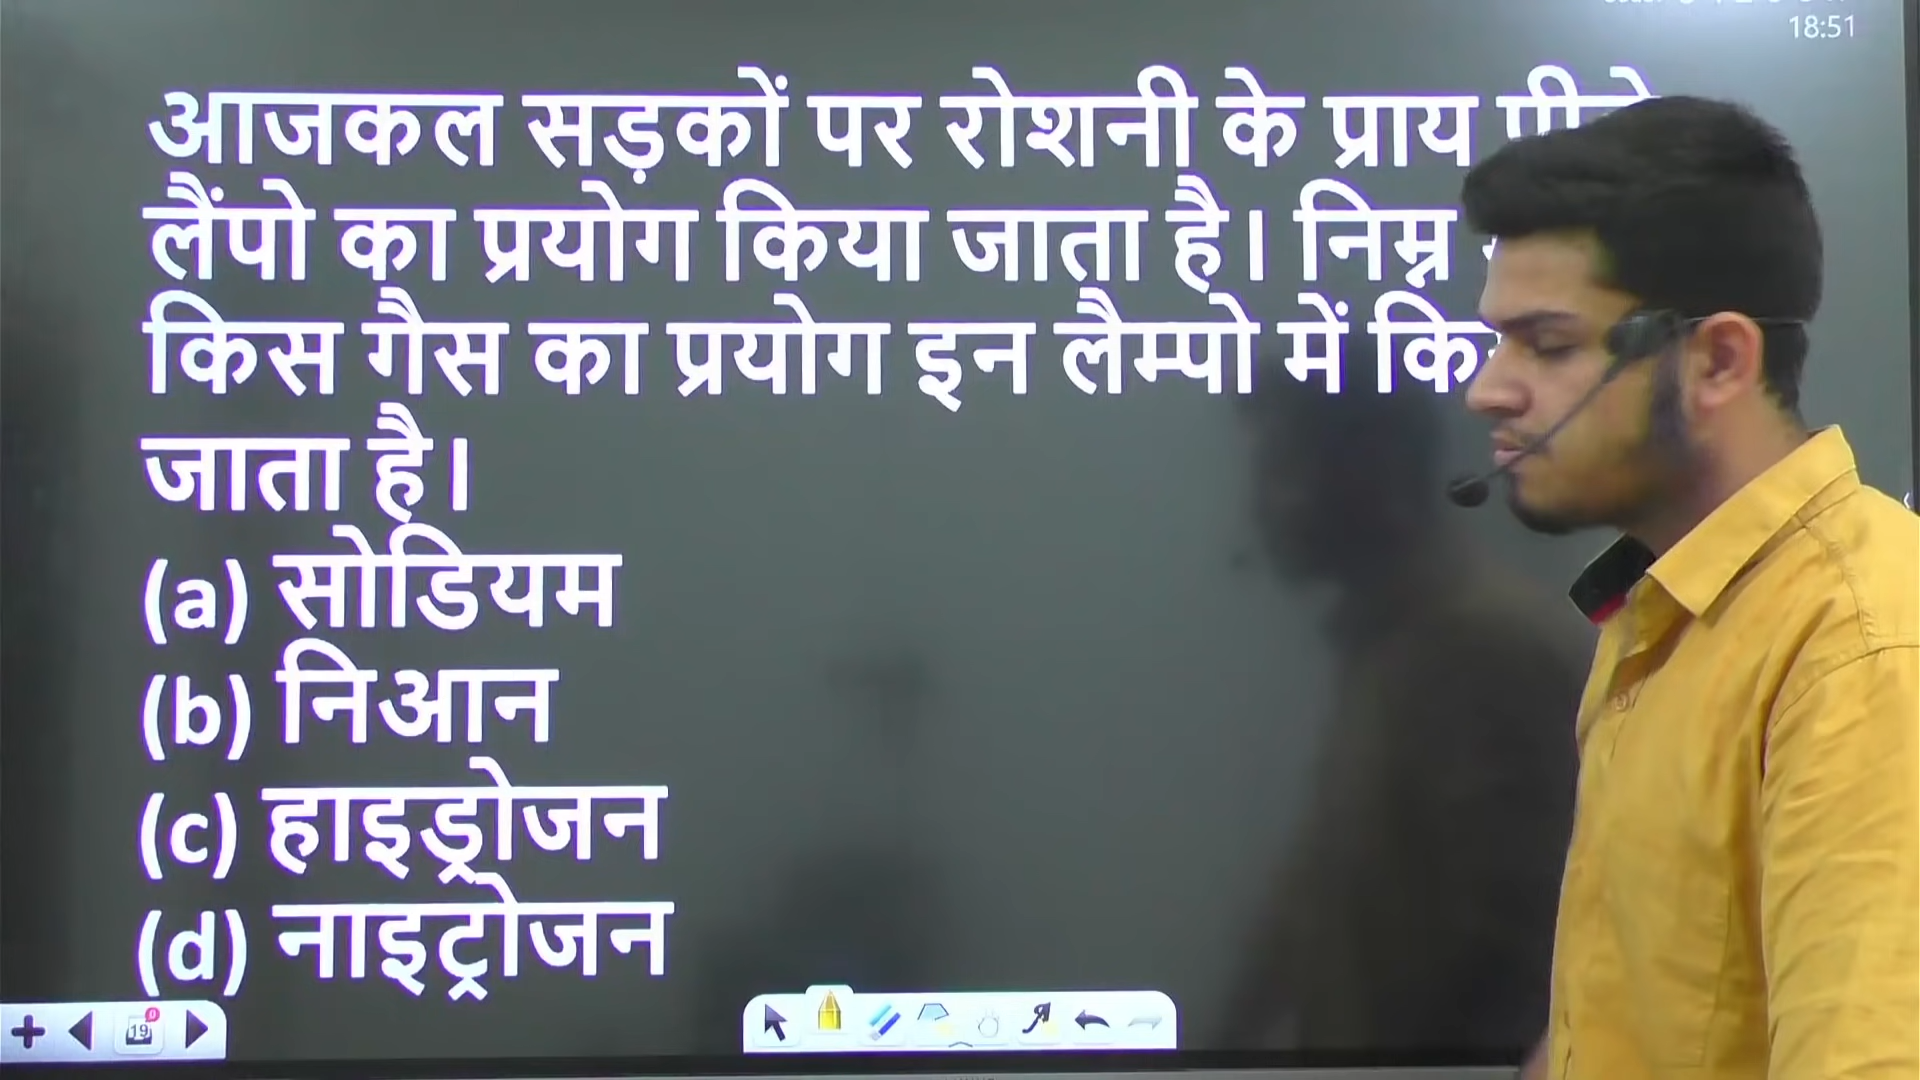 18:51
आजकल सड़कों पर रोशनी के प्राय
लैंपो का प्रयोग किया जाता है। निम्न
किस गैस का प्रयोग इन लैम्पो में
जाता है।
(a) सोडियम
(b) निआन
(c) हाइड्रोजन
(d) नाइट्रोजन
19